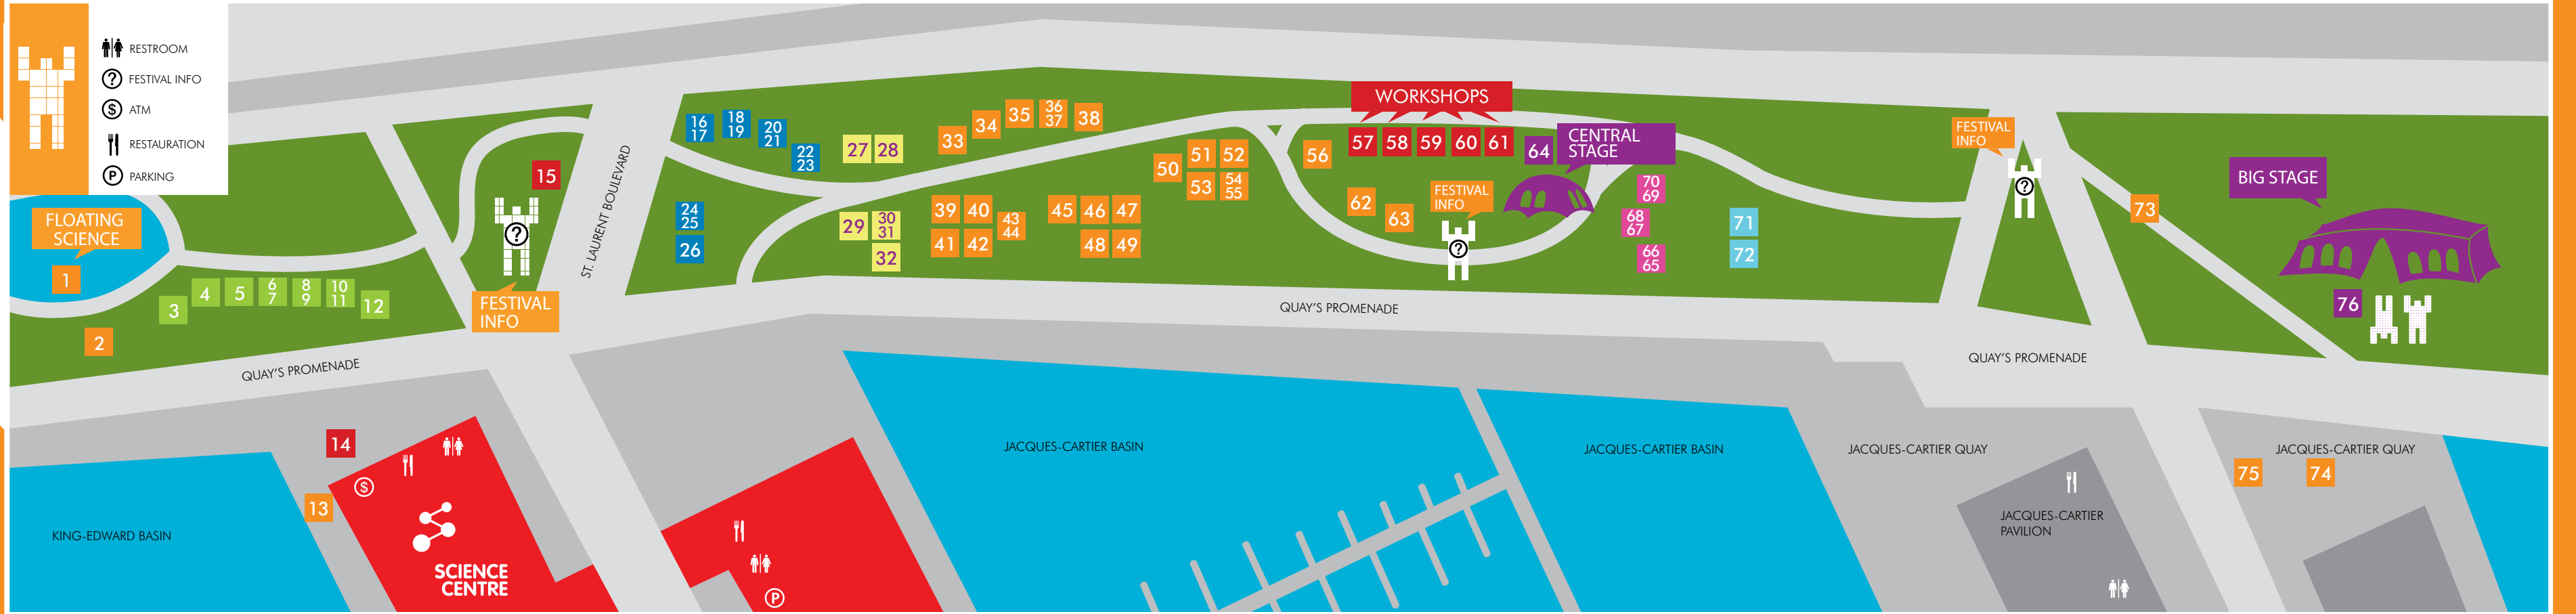 RESTROOM
? FESTIVAL INFO
$ ATM
RESTAURATION
P PARKING
FLOATING
SCIENCE
1
2
3
4
5
6
7
8
9
10
11
12
QUAY'S PROMENADE
15
?
FESTIVAL
INFO
ST. LAURENT BOULEVARD
14
13
$
SCIENCE
CENTRE
KING-EDWARD BASIN
P
16
17
18
19
20
21
22
23
24
25
26
27 28
29
30
31
32
33
34
35
36
37
38
39 40
41 42
43
44
45 46 47
48 49
50
51 52
53
54
55
56
WORKSHOPS
57 58 59 60 61
62
63
FESTIVAL
INFO
?
64
CENTRAL
STAGE
70
69
68
67
66
65
71
72
QUAY'S PROMENADE
FESTIVAL
INFO
?
73
BIG STAGE
76
QUAY'S PROMENADE
JACQUES-CARTIER BASIN
JACQUES-CARTIER BASIN
JACQUES-CARTIER QUAY
JACQUES-CARTIER
PAVILION
JACQUES-CARTIER QUAY
75
74